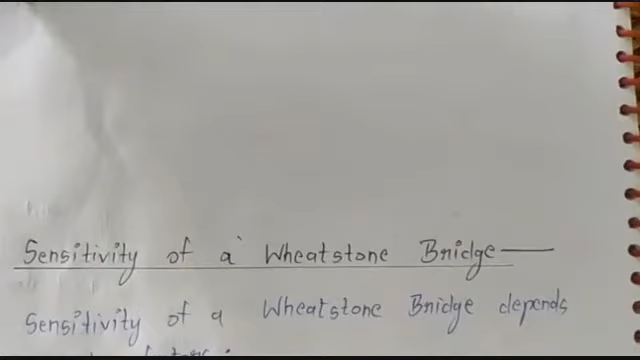 Sensitivity of a Wheatstone Bridge —
Sensitivity of a Wheatstone Bridge depends